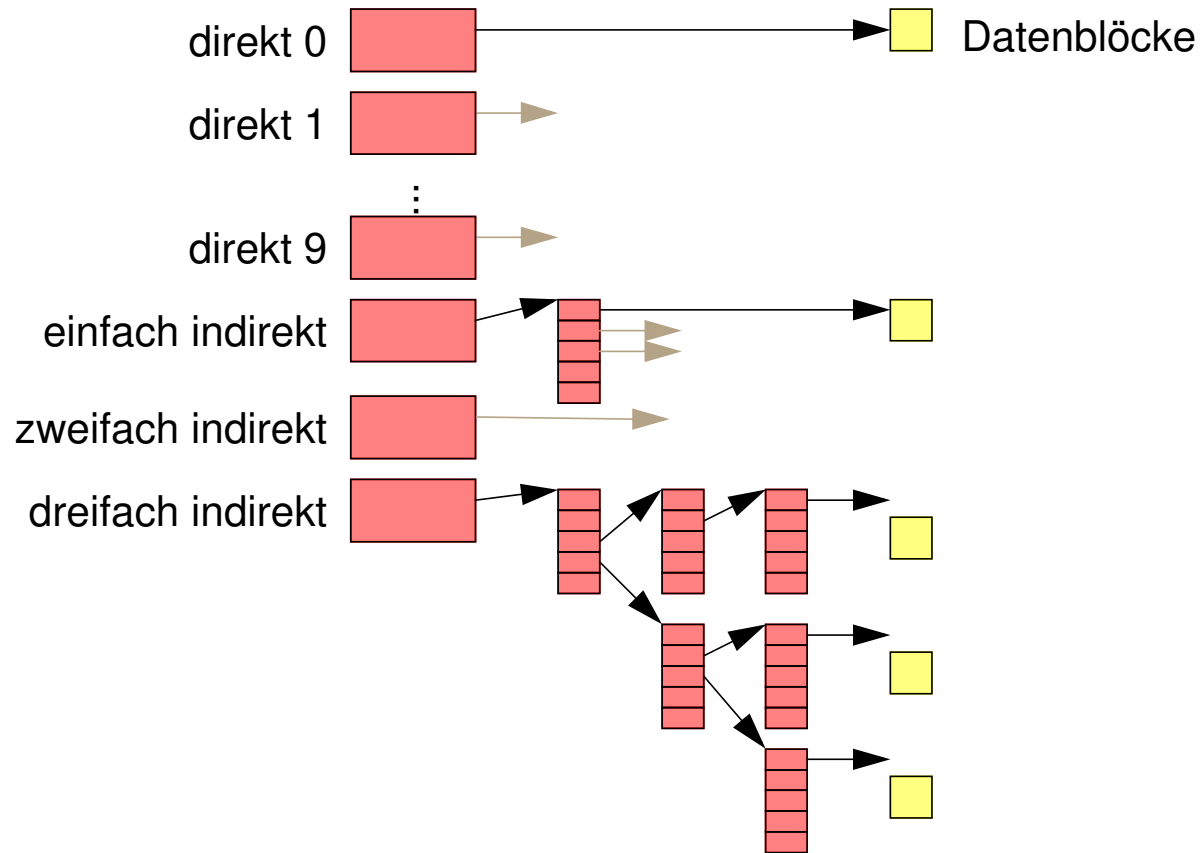 direkt 0
Datenblöcke
direkt 1
⋮
direkt 9
einfach indirekt
zweifach indirekt
dreifach indirekt